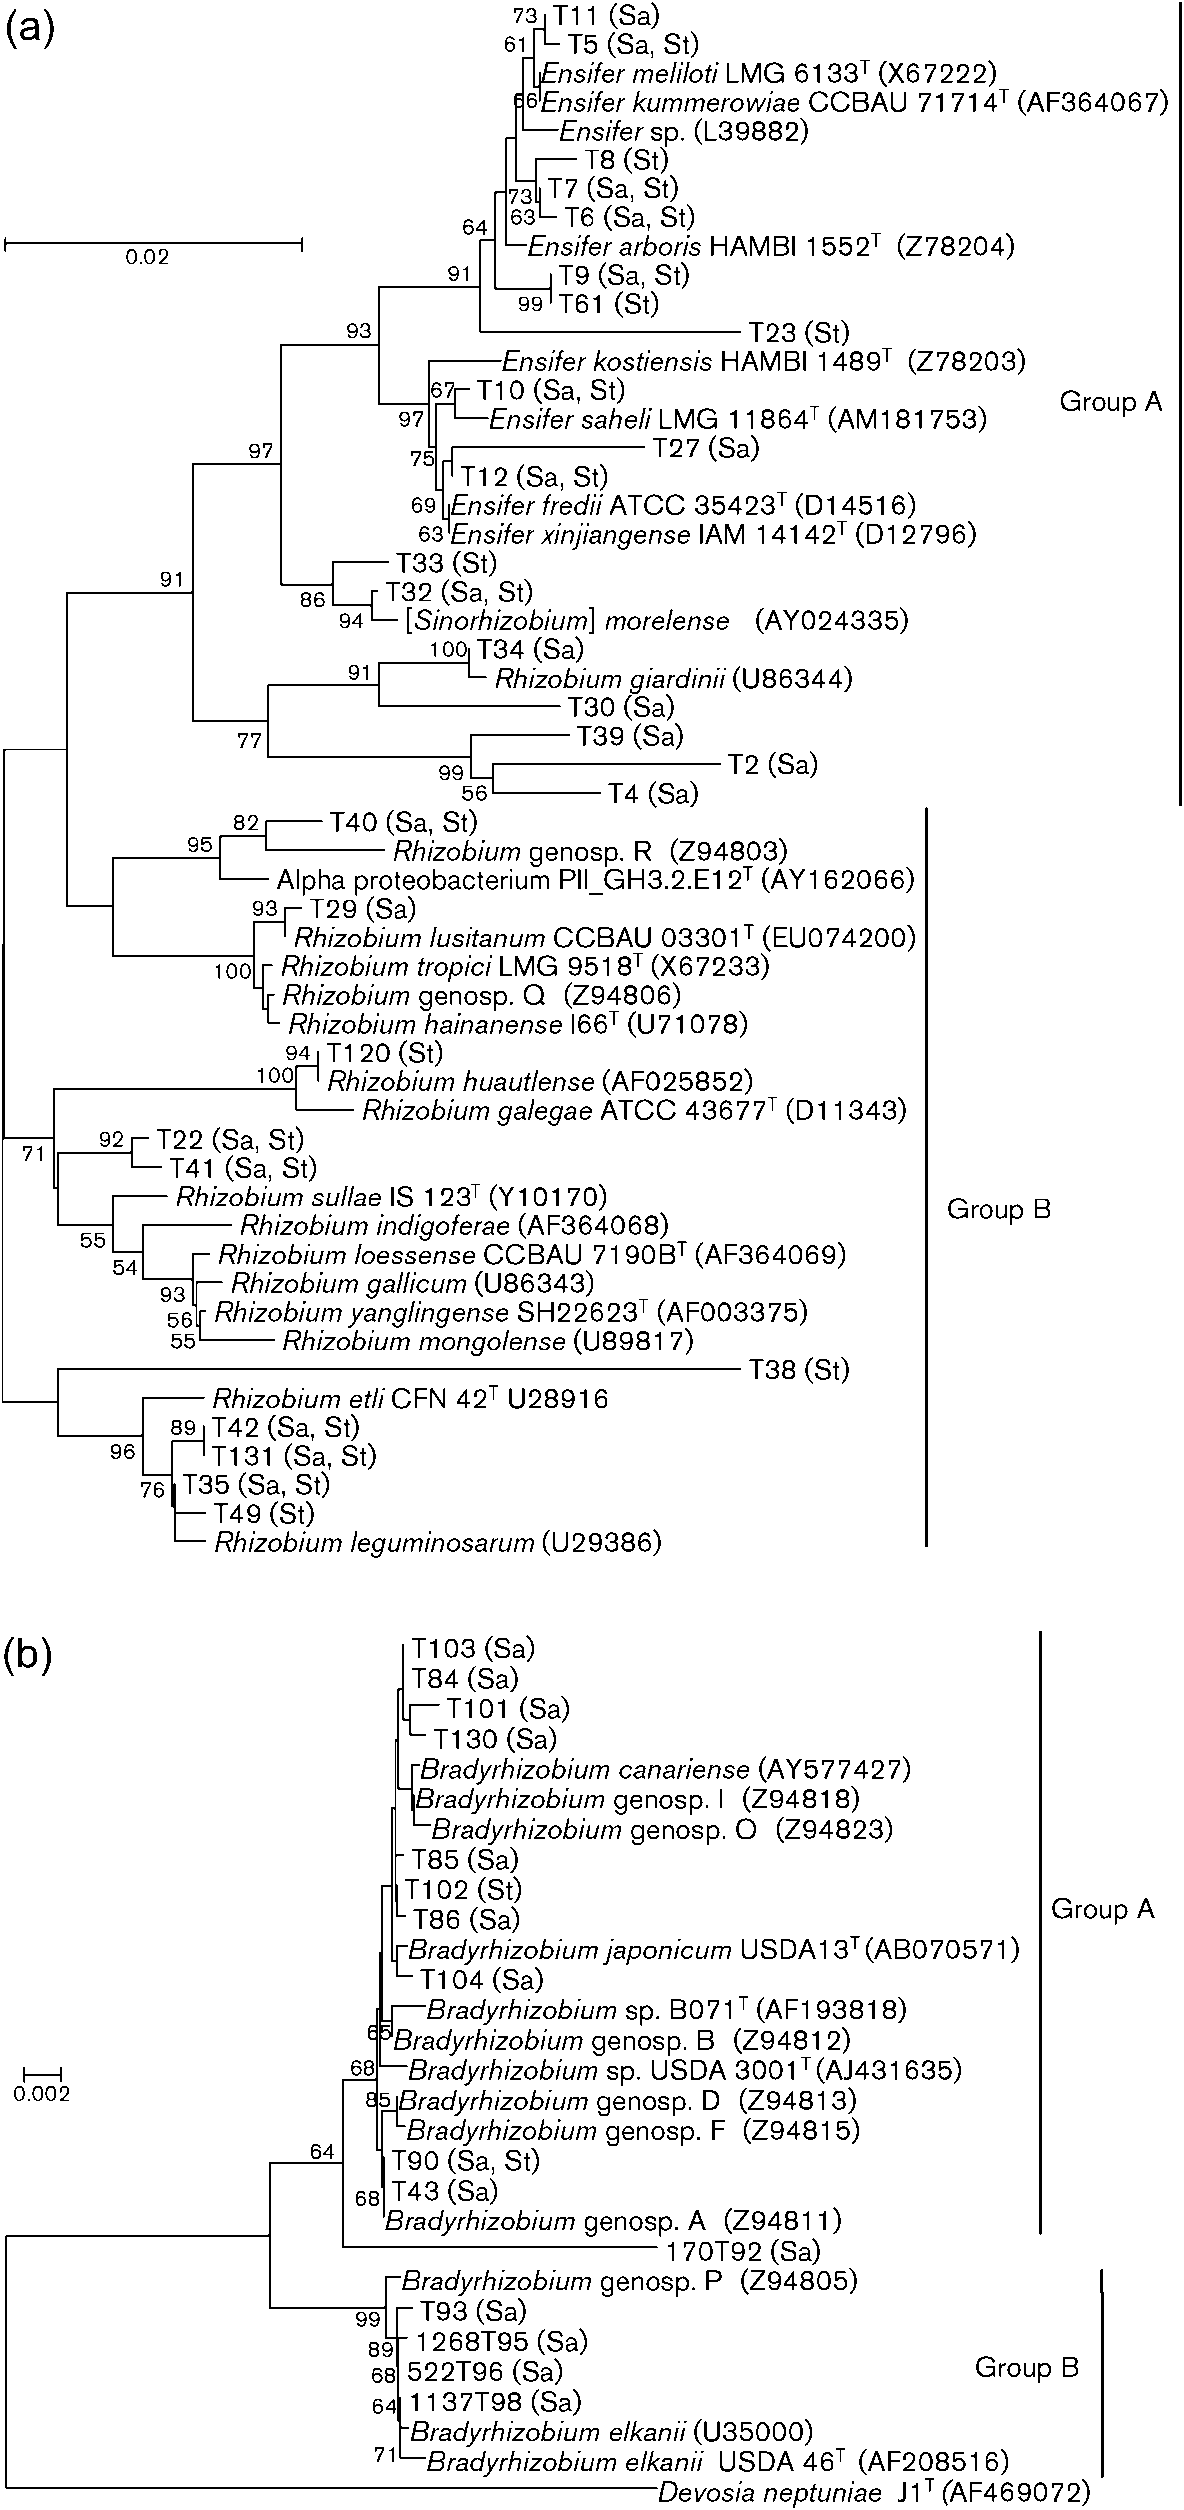 (a)
73 T11 (Sa)
61 T5 (Sa, St)
Ensifer meliloti LMG 6133ᵀ (X67222)
66 Ensifer kummerowiae CCBAU 71714ᵀ (AF364067)
Ensifer sp. (L39882)
T8 (St)
73 T7 (Sa, St)
63 T6 (Sa, St)
64
Ensifer arboris HAMBI 1552ᵀ (Z78204)
0.02
91 T9 (Sa, St)
99 T61 (St)
93 T23 (St)
Ensifer kostiensis HAMBI 1489ᵀ (Z78203)
67 T10 (Sa, St)
Group A
97 Ensifer saheli LMG 11864ᵀ (AM181753)
97 T27 (Sa)
75
T12 (Sa, St)
69 Ensifer fredii ATCC 35423ᵀ (D14516)
63 Ensifer xinjiangense IAM 14142ᵀ (D12796)
T33 (St)
91
86 T32 (Sa, St)
94 [Sinorhizobium] morelense (AY024335)
100 T34 (Sa)
91 Rhizobium giardinii (U86344)
T30 (Sa)
77 T39 (Sa)
99 T2 (Sa)
56 T4 (Sa)
82 T40 (Sa, St)
95 Rhizobium genosp. R (Z94803)
Alpha proteobacterium PII_GH3.2.E12ᵀ (AY162066)
93 T29 (Sa)
Rhizobium lusitanum CCBAU 03301ᵀ (EU074200)
100 Rhizobium tropici LMG 9518ᵀ (X67233)
Rhizobium genosp. Q (Z94806)
Rhizobium hainanense I66ᵀ (U71078)
94 T120 (St)
100 Rhizobium huautlense (AF025852)
Rhizobium galegae ATCC 43677ᵀ (D11343)
92 T22 (Sa, St)
71
T41 (Sa, St)
Rhizobium sullae IS 123ᵀ (Y10170)
Group B
55 Rhizobium indigoferae (AF364068)
54 Rhizobium loessense CCBAU 7190Bᵀ (AF364069)
93 Rhizobium gallicum (U86343)
56 Rhizobium yanglingense SH22623ᵀ (AF003375)
55 Rhizobium mongolense (U89817)
T38 (St)
Rhizobium etli CFN 42ᵀ U28916
89 T42 (Sa, St)
96 T131 (Sa, St)
76 T35 (Sa, St)
T49 (St)
Rhizobium leguminosarum (U29386)
(b)
T103 (Sa)
T84 (Sa)
T101 (Sa)
T130 (Sa)
Bradyrhizobium canariense (AY577427)
Bradyrhizobium genosp. I (Z94818)
Bradyrhizobium genosp. O (Z94823)
T85 (Sa)
T102 (St)
Group A
T86 (Sa)
Bradyrhizobium japonicum USDA13ᵀ (AB070571)
T104 (Sa)
Bradyrhizobium sp. B071ᵀ (AF193818)
65 Bradyrhizobium genosp. B (Z94812)
68 Bradyrhizobium sp. USDA 3001ᵀ (AJ431635)
0.002
85 Bradyrhizobium genosp. D (Z94813)
Bradyrhizobium genosp. F (Z94815)
64 T90 (Sa, St)
68 T43 (Sa)
Bradyrhizobium genosp. A (Z94811)
170T92 (Sa)
Bradyrhizobium genosp. P (Z94805)
99 T93 (Sa)
89 1268T95 (Sa)
Group B
68 522T96 (Sa)
64 1137T98 (Sa)
Bradyrhizobium elkanii (U35000)
71 Bradyrhizobium elkanii USDA 46ᵀ (AF208516)
Devosia neptuniae J1ᵀ (AF469072)